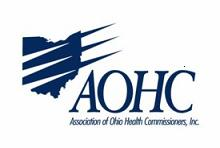 AOHC
Association of Ohio Health Commissioners, Inc.